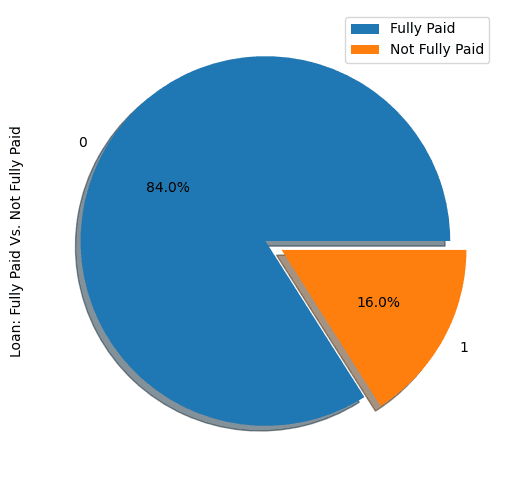 Fully Paid
Not Fully Paid
0
84.0%
16.0%
1
Loan: Fully Paid Vs. Not Fully Paid